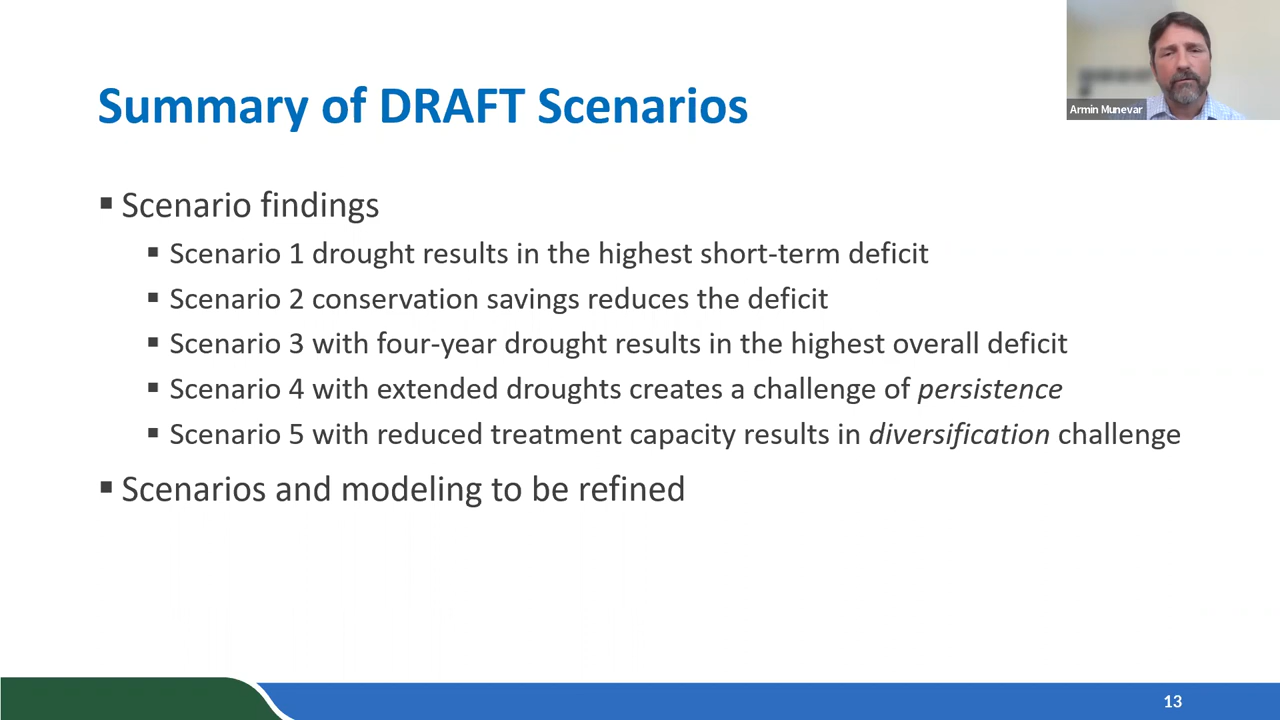 Armin Munevar
Summary of DRAFT Scenarios
▪ Scenario findings
▪ Scenario 1 drought results in the highest short-term deficit
▪ Scenario 2 conservation savings reduces the deficit
▪ Scenario 3 with four-year drought results in the highest overall deficit
▪ Scenario 4 with extended droughts creates a challenge of persistence
▪ Scenario 5 with reduced treatment capacity results in diversification challenge
▪ Scenarios and modeling to be refined
13